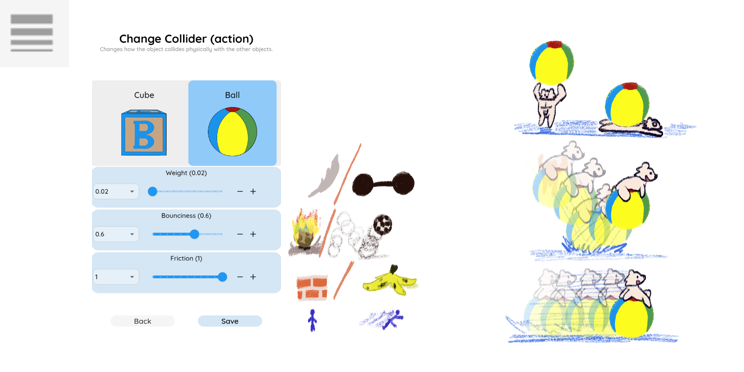 Change Collider (action)
Changes how the object collides physically with the other objects.
Cube
Ball
B
Weight (0.02)
0.02
Bounciness (0.6)
0.6
Friction (1)
1
Back
Save